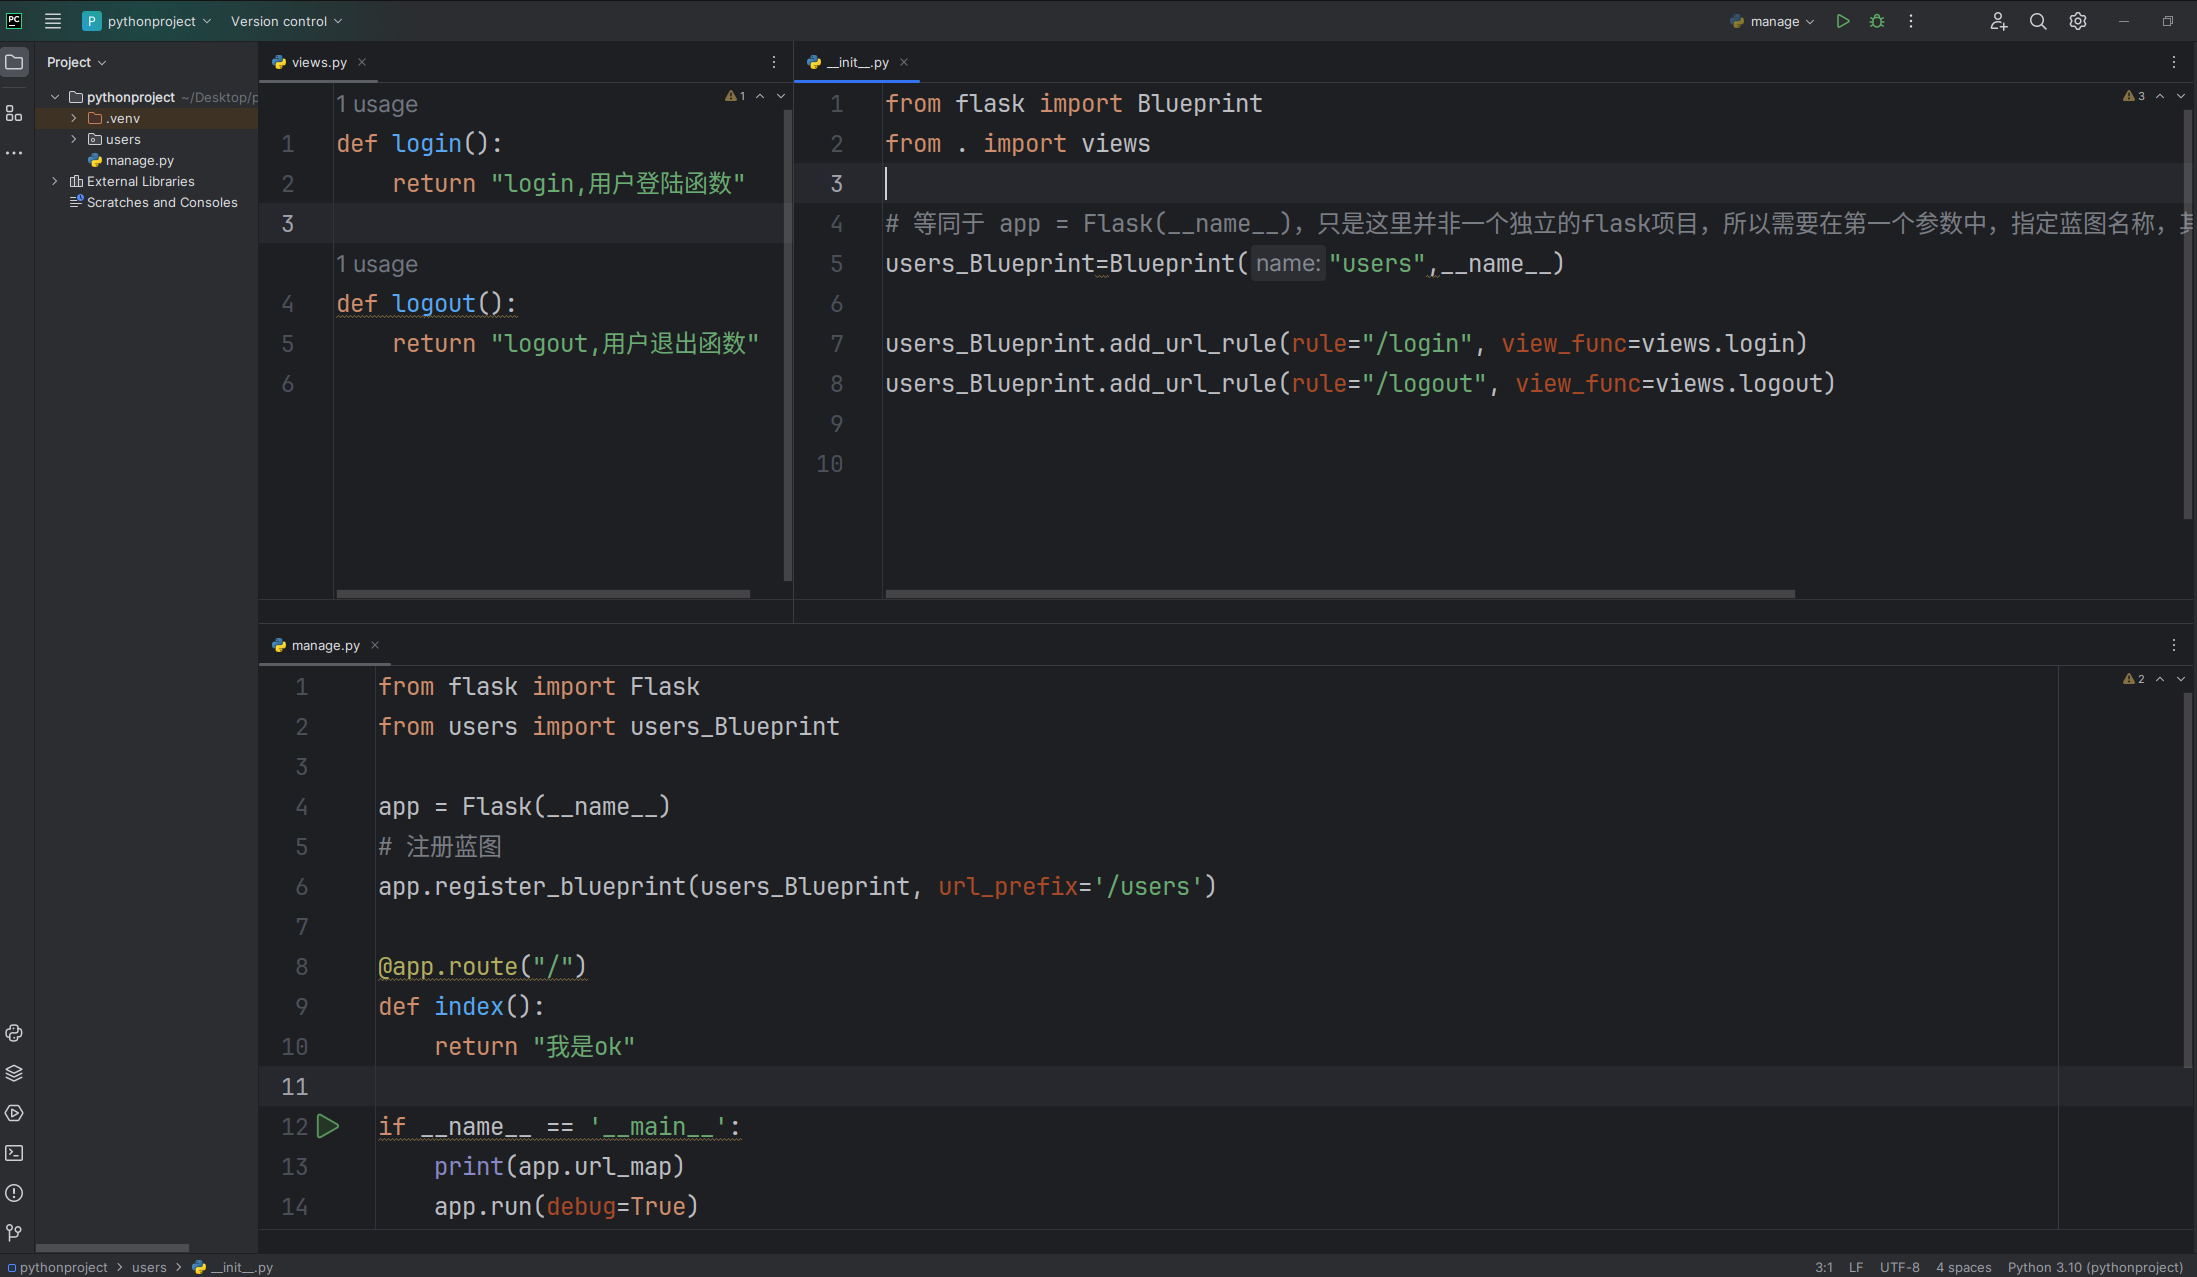 PC P pythonproject Version control manage
Project
pythonproject ~/Desktop/p
.venv
users
manage.py
External Libraries
Scratches and Consoles
views.py
1 usage
1
1 def login():
2 return "login,用户登陆函数"
3
1 usage
4 def logout():
5 return "logout,用户退出函数"
6
__init__.py
3
1 from flask import Blueprint
2 from . import views
3
4 # 等同于 app = Flask(__name__)，只是这里并非一个独立的flask项目，所以需要在第一个参数中，指定蓝图名称，其
5 users_Blueprint=Blueprint( name: "users",__name__)
6
7 users_Blueprint.add_url_rule(rule="/login", view_func=views.login)
8 users_Blueprint.add_url_rule(rule="/logout", view_func=views.logout)
9
10
manage.py
2
1 from flask import Flask
2 from users import users_Blueprint
3
4 app = Flask(__name__)
5 # 注册蓝图
6 app.register_blueprint(users_Blueprint, url_prefix='/users')
7
8 @app.route("/")
9 def index():
10 return "我是ok"
11
12 if __name__ == '__main__':
13 print(app.url_map)
14 app.run(debug=True)
pythonproject users __init__.py 3:1 LF UTF-8 4 spaces Python 3.10 (pythonproject)